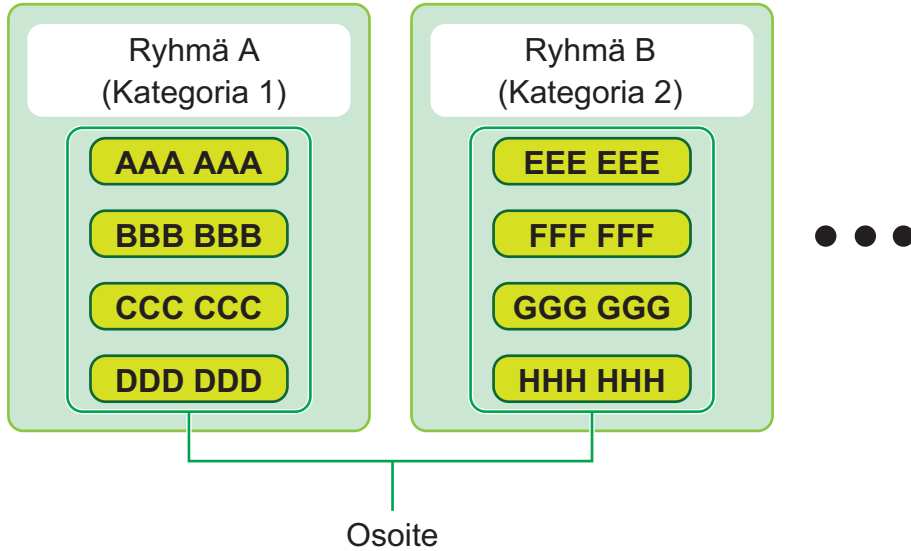 Ryhmä A
(Kategoria 1)
AAA AAA
BBB BBB
CCC CCC
DDD DDD
Ryhmä B
(Kategoria 2)
EEE EEE
FFF FFF
GGG GGG
HHH HHH
Osoite